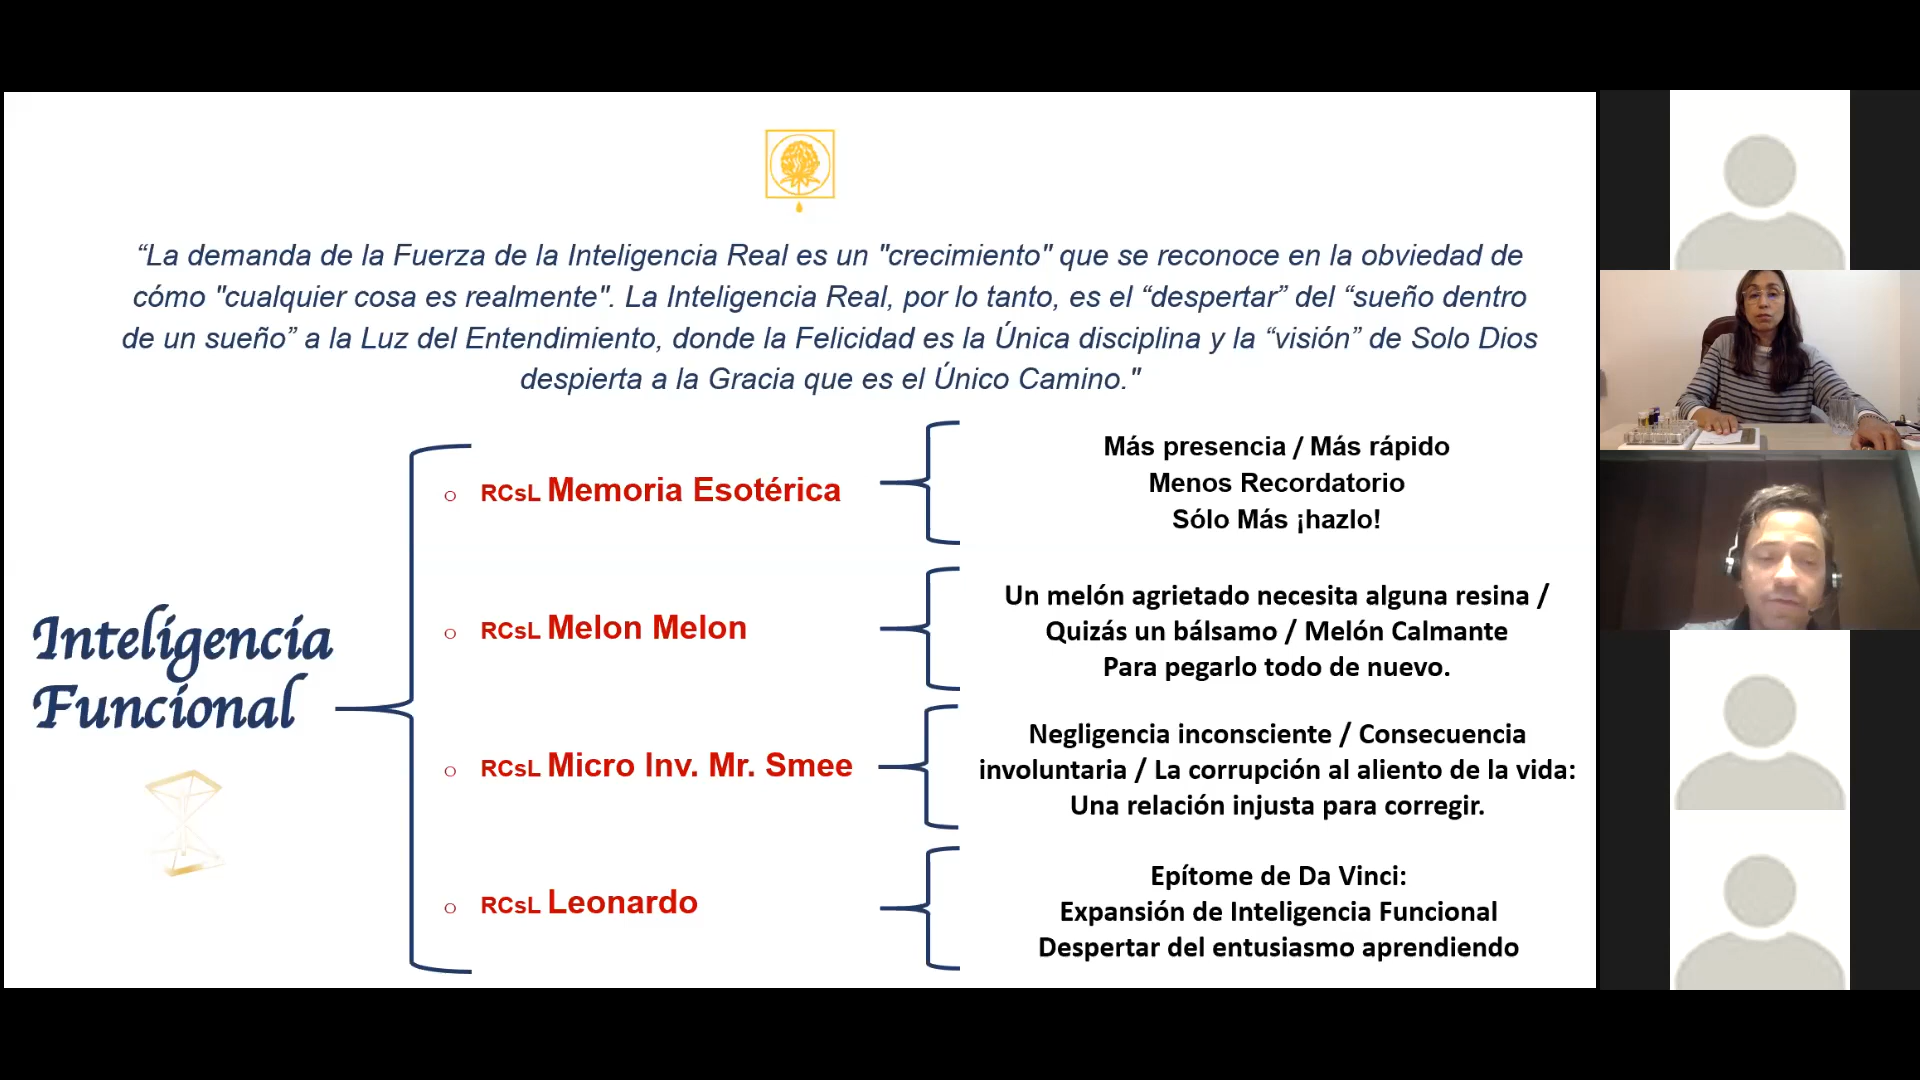 “La demanda de la Fuerza de la Inteligencia Real es un "crecimiento" que se reconoce en la obviedad de
cómo "cualquier cosa es realmente". La Inteligencia Real, por lo tanto, es el “despertar” del “sueño dentro
de un sueño” a la Luz del Entendimiento, donde la Felicidad es la Única disciplina y la “visión” de Solo Dios
despierta a la Gracia que es el Único Camino."
Inteligencia
Funcional
RCsL Memoria Esotérica
Más presencia / Más rápido
Menos Recordatorio
Sólo Más ¡hazlo!
RCsL Melon Melon
Un melón agrietado necesita alguna resina /
Quizás un bálsamo / Melón Calmante
Para pegarlo todo de nuevo.
RCsL Micro Inv. Mr. Smee
Negligencia inconsciente / Consecuencia
involuntaria / La corrupción al aliento de la vida:
Una relación injusta para corregir.
RCsL Leonardo
Epítome de Da Vinci:
Expansión de Inteligencia Funcional
Despertar del entusiasmo aprendiendo